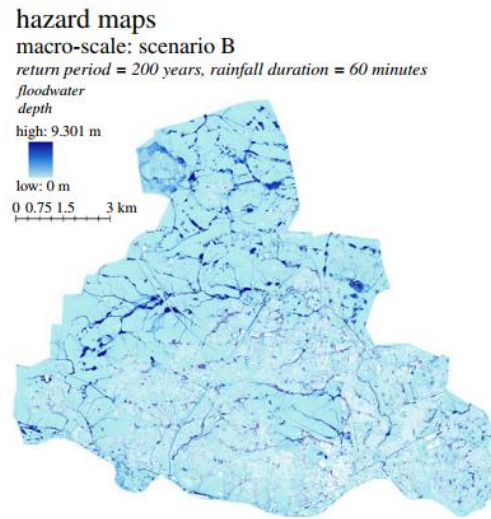 hazard maps
macro-scale: scenario B
return period = 200 years, rainfall duration = 60 minutes
floodwater
depth
high: 9.301 m
low: 0 m
0 0.75 1.5 3 km